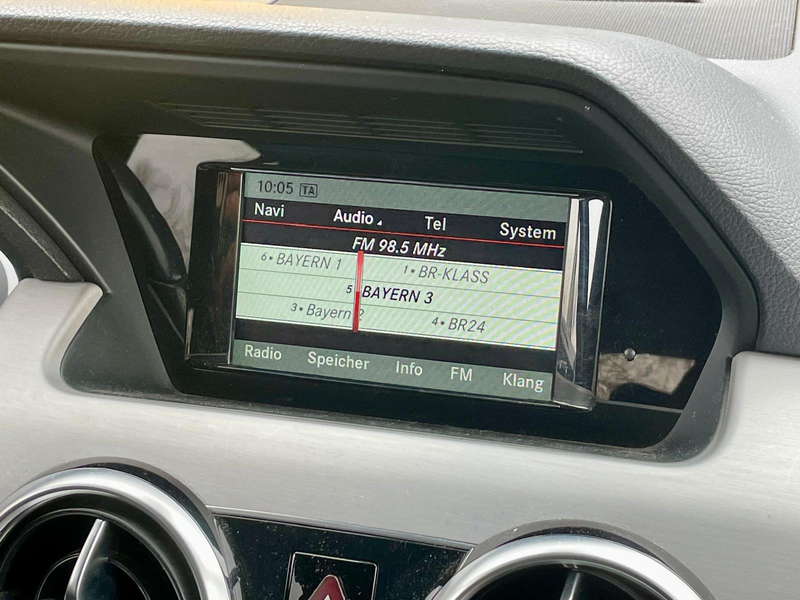 10:05 TA
Navi Audio Tel System
FM 98.5 MHz
6• BAYERN 1 1• BR-KLASS
5 BAYERN 3
3• Bayern 2 4• BR24
Radio Speicher Info FM Klang